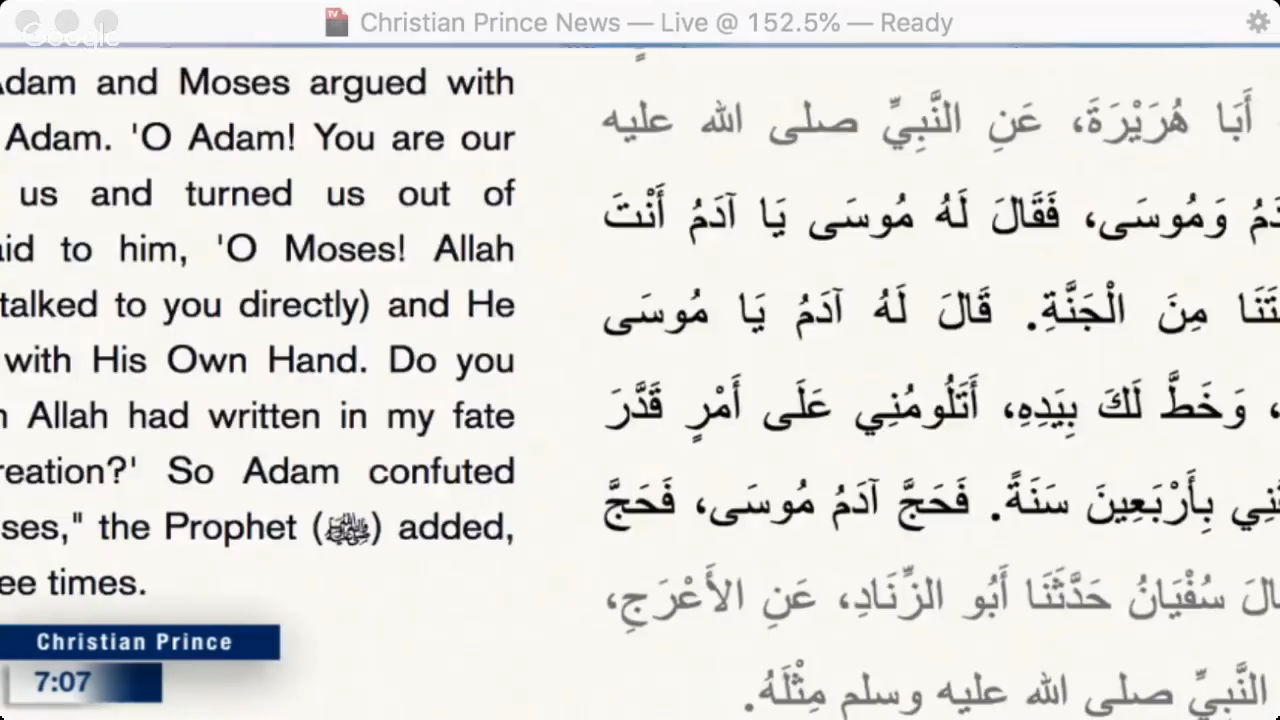 Christian Prince News — Live @ 152.5% — Ready
Google
Adam and Moses argued with
Adam. 'O Adam! You are our
us and turned us out of
to him, 'O Moses! Allah
talked to you directly) and He
with His Own Hand. Do you
Allah had written in my fate
reation?' So Adam confuted
ses," the Prophet (ﷺ) added,
ee times.
أَبَا هُرَيْرَةَ، عَنِ النَّبِيِّ صلى الله عليه
دَمُ وَمُوسَى، فَقَالَ لَهُ مُوسَى يَا آدَمُ أَنْتَ
تَنَا مِنَ الْجَنَّةِ. قَالَ لَهُ آدَمُ يَا مُوسَى
، وَخَطَّ لَكَ بِيَدِهِ، أَتَلُومُنِي عَلَى أَمْرٍ قَدَّرَ
نِي بِأَرْبَعِينَ سَنَةً. فَحَجَّ آدَمُ مُوسَى، فَحَجَّ
الَ سُفْيَانُ حَدَّثَنَا أَبُو الزِّنَادِ، عَنِ الأَعْرَجِ،
النَّبِيِّ صلى الله عليه وسلم مِثْلَهُ.
Christian Prince
7:07